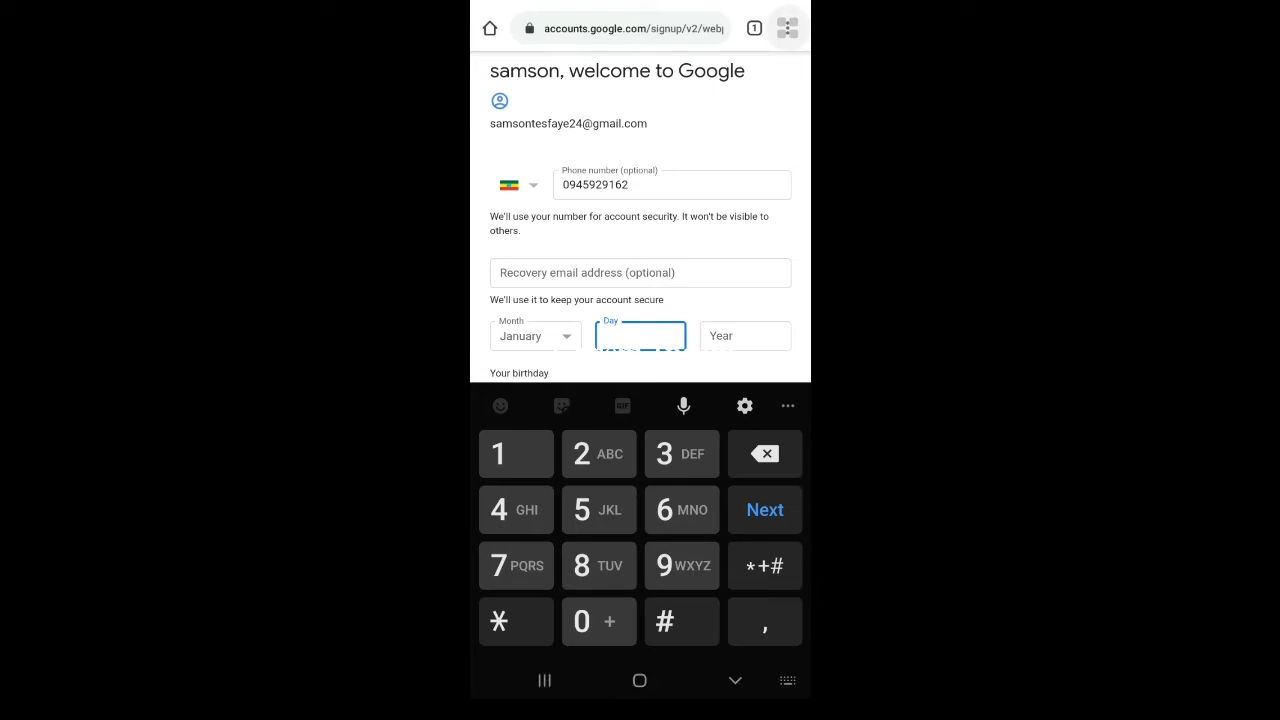 accounts.google.com/signup/v2/web
1
samson, welcome to Google
samsontesfaye24@gmail.com
Phone number (optional)
0945929162
We'll use your number for account security. It won't be visible to
others.
Recovery email address (optional)
We'll use it to keep your account secure
Month
January
Day
Year
Your birthday
GIF
1
2 ABC
3 DEF
4 GHI
5 JKL
6 MNO
Next
7 PQRS
8 TUV
9 WXYZ
*+#
*
0 +
#
,